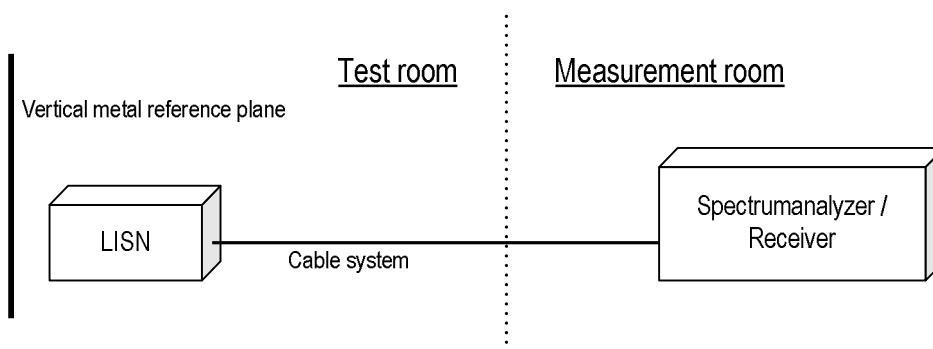 Test room
Measurement room
Vertical metal reference plane
LISN
Cable system
Spectrumanalyzer /
Receiver